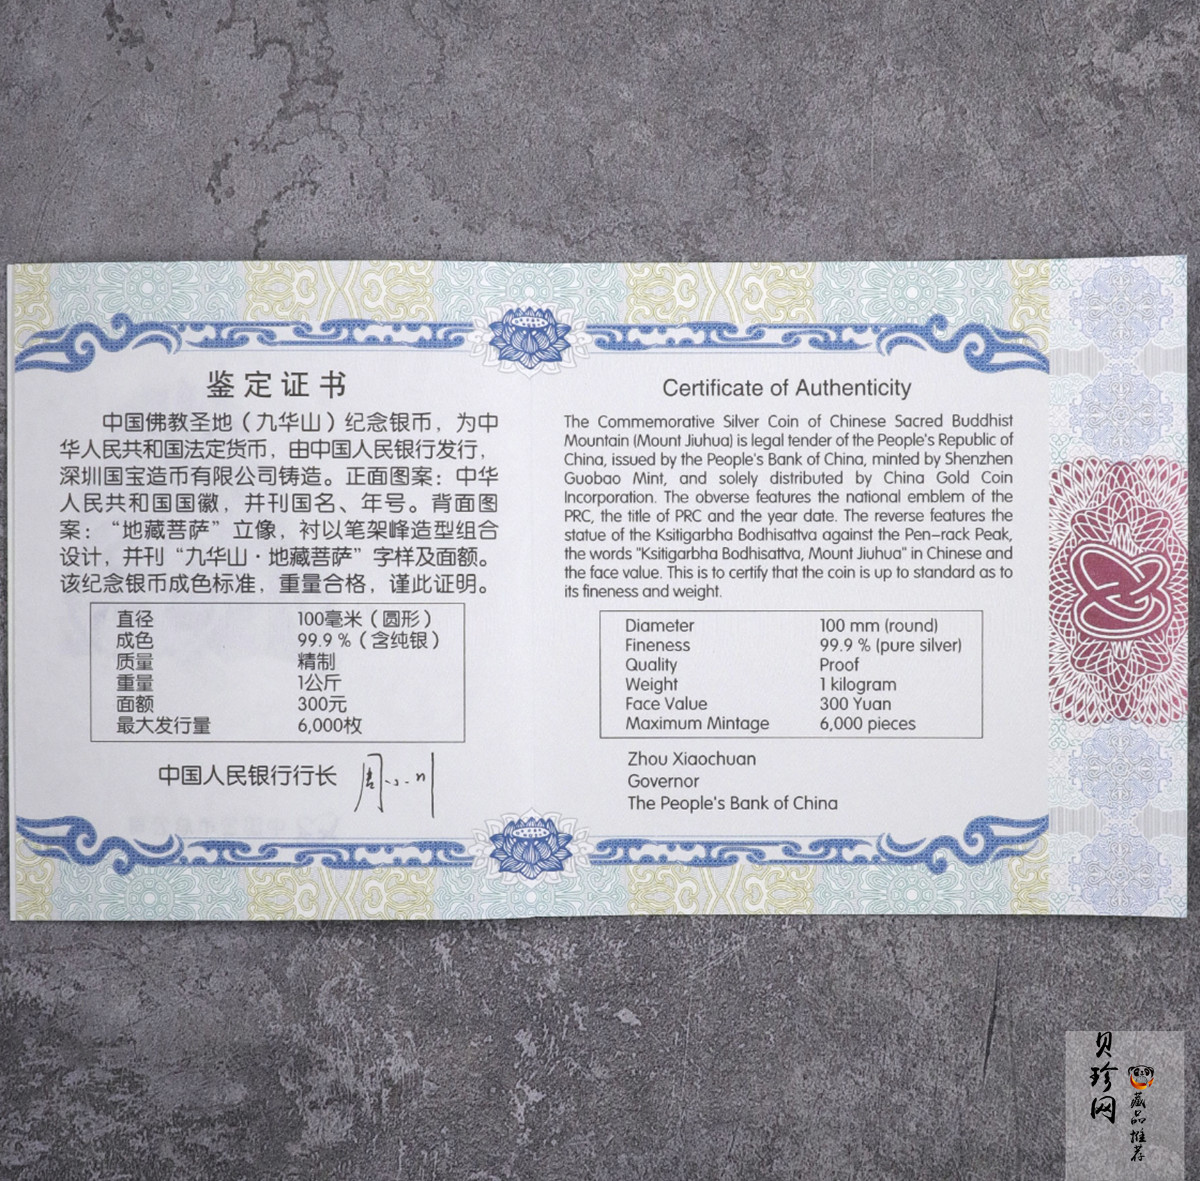 鉴定证书
中国佛教圣地（九华山）纪念银币，为中
华人民共和国法定货币，由中国人民银行发行，
深圳国宝造币有限公司铸造。正面图案：中华
人民共和国国徽，并刊国名、年号。背面图
案：“地藏菩萨”立像，衬以笔架峰造型组合
设计，并刊“九华山·地藏菩萨”字样及面额。
该纪念银币成色标准，重量合格，谨此证明。
直径 100毫米（圆形）
成色 99.9％（含纯银）
质量 精制
重量 1公斤
面额 300元
最大发行量 6,000枚
中国人民银行行长 周小川
Certificate of Authenticity
The Commemorative Silver Coin of Chinese Sacred Buddhist
Mountain (Mount Jiuhua) is legal tender of the People's Republic of
China, issued by the People's Bank of China, minted by Shenzhen
Guobao Mint, and solely distributed by China Gold Coin
Incorporation. The obverse features the national emblem of the
PRC, the title of PRC and the year date. The reverse features the
statue of the Ksitigarbha Bodhisattva against the Pen-rack Peak,
the words "Ksitigarbha Bodhisattva, Mount Jiuhua" in Chinese and
the face value. This is to certify that the coin is up to standard as to
its fineness and weight.
Diameter 100 mm (round)
Fineness 99.9 % (pure silver)
Quality Proof
Weight 1 kilogram
Face Value 300 Yuan
Maximum Mintage 6,000 pieces
Zhou Xiaochuan
Governor
The People's Bank of China
贝珍网
藏品推荐